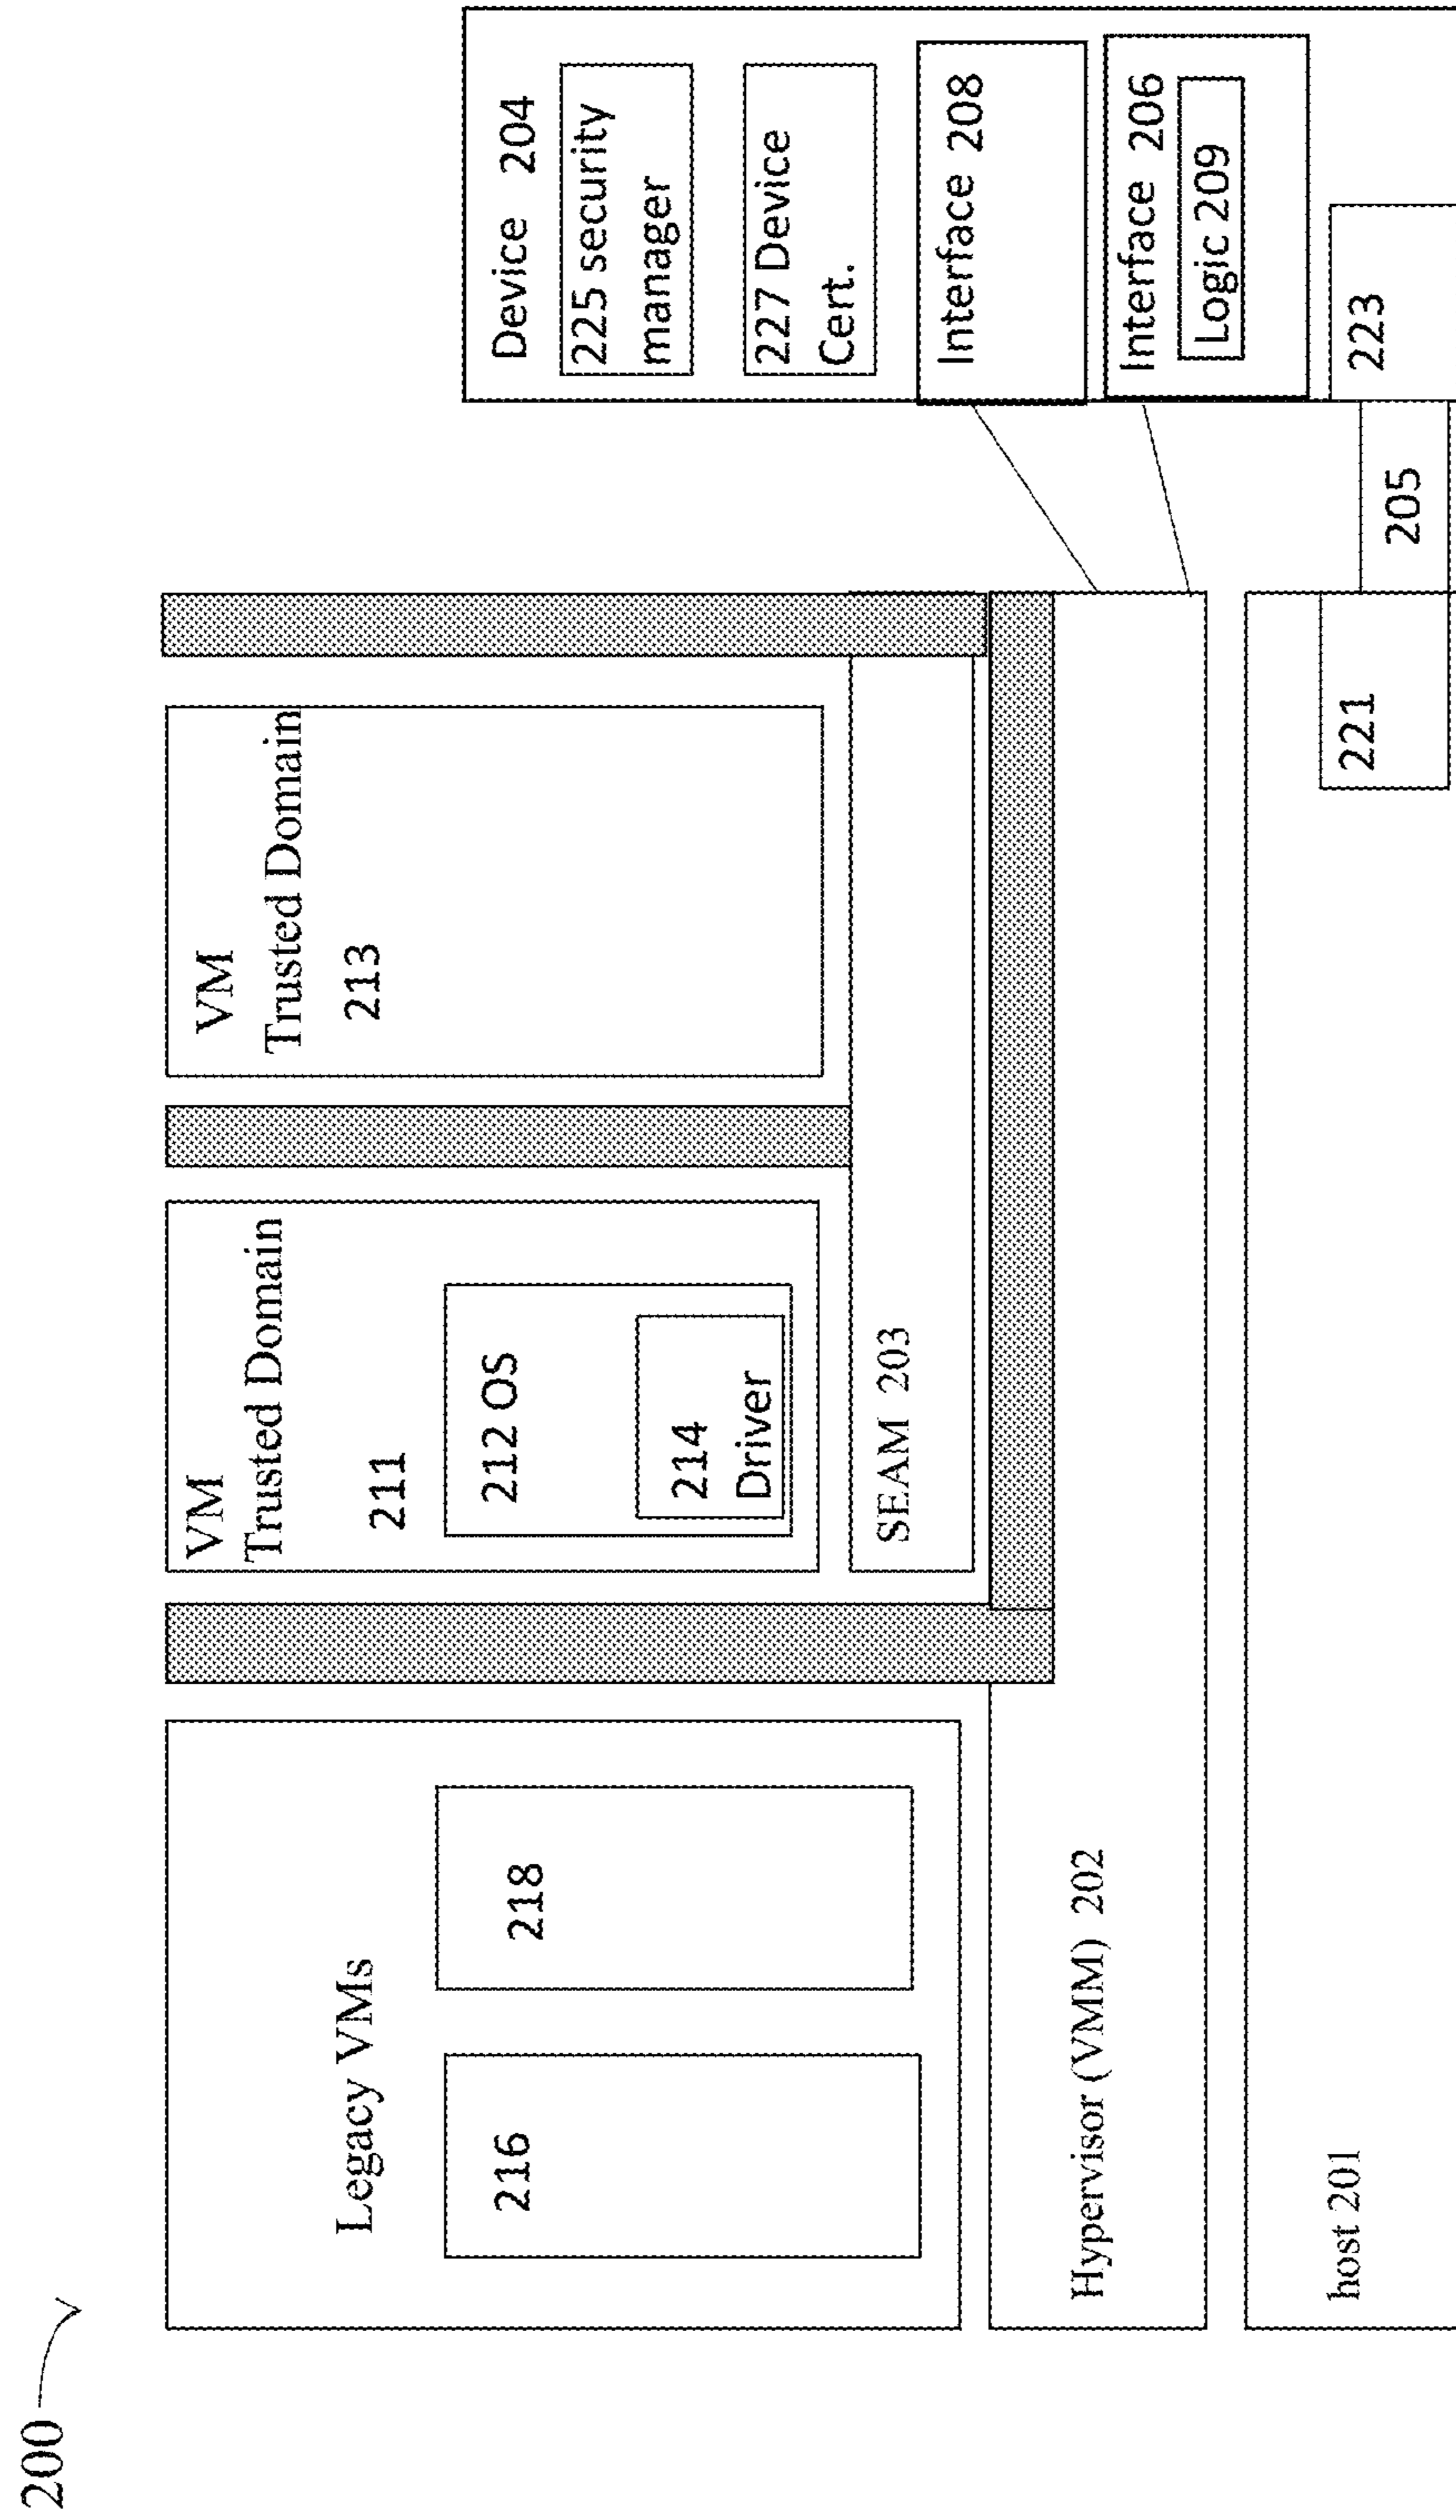 200
Legacy VMs
216
218
VM
Trusted Domain
211
212 OS
214
Driver
VM
Trusted Domain
213
SEAM 203
Hypervisor (VMM) 202
host 201
221
205
223
Device 204
225 security
manager
227 Device
Cert.
Interface 208
Interface 206
Logic 209